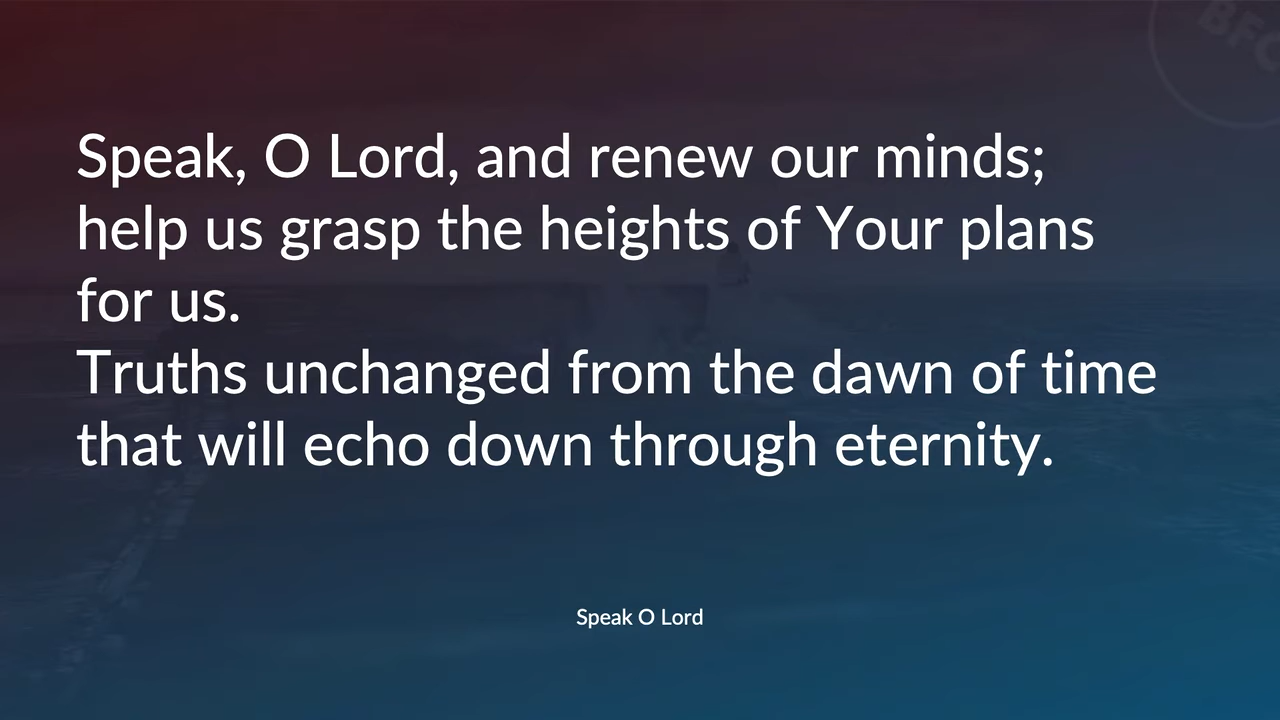 BFC
Speak, O Lord, and renew our minds;
help us grasp the heights of Your plans
for us.
Truths unchanged from the dawn of time
that will echo down through eternity.
Speak O Lord